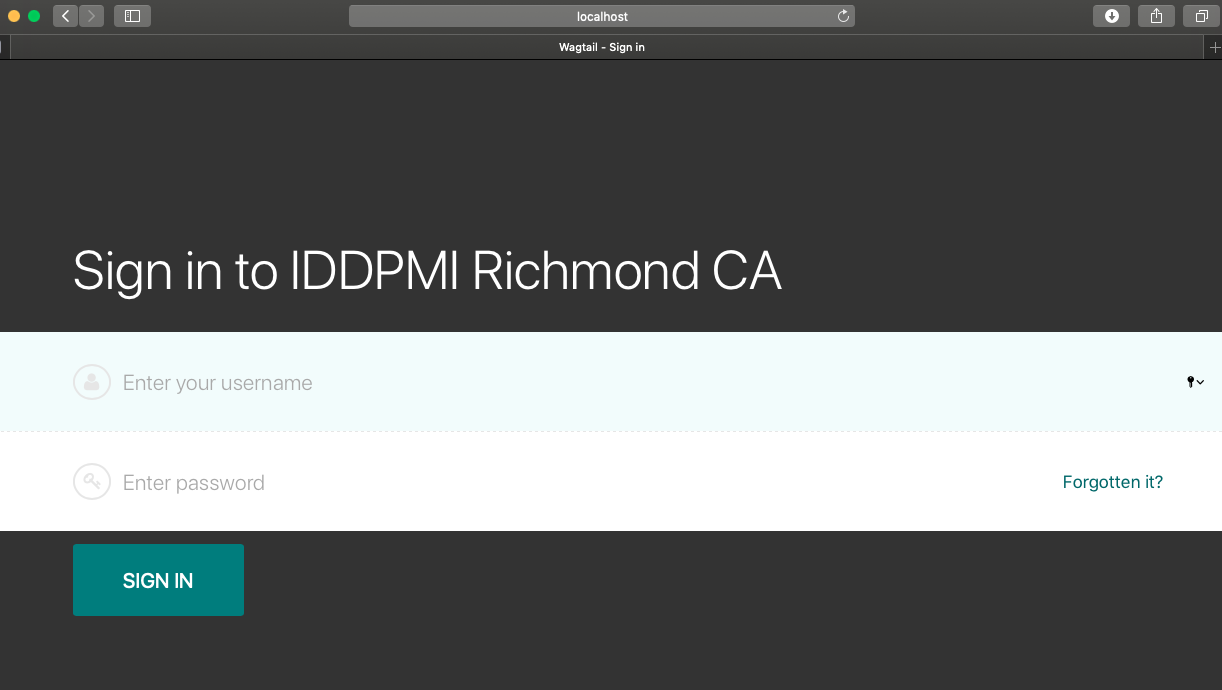 localhost
Wagtail - Sign in
Sign in to IDDPMI Richmond CA
Enter your username
Enter password
Forgotten it?
SIGN IN